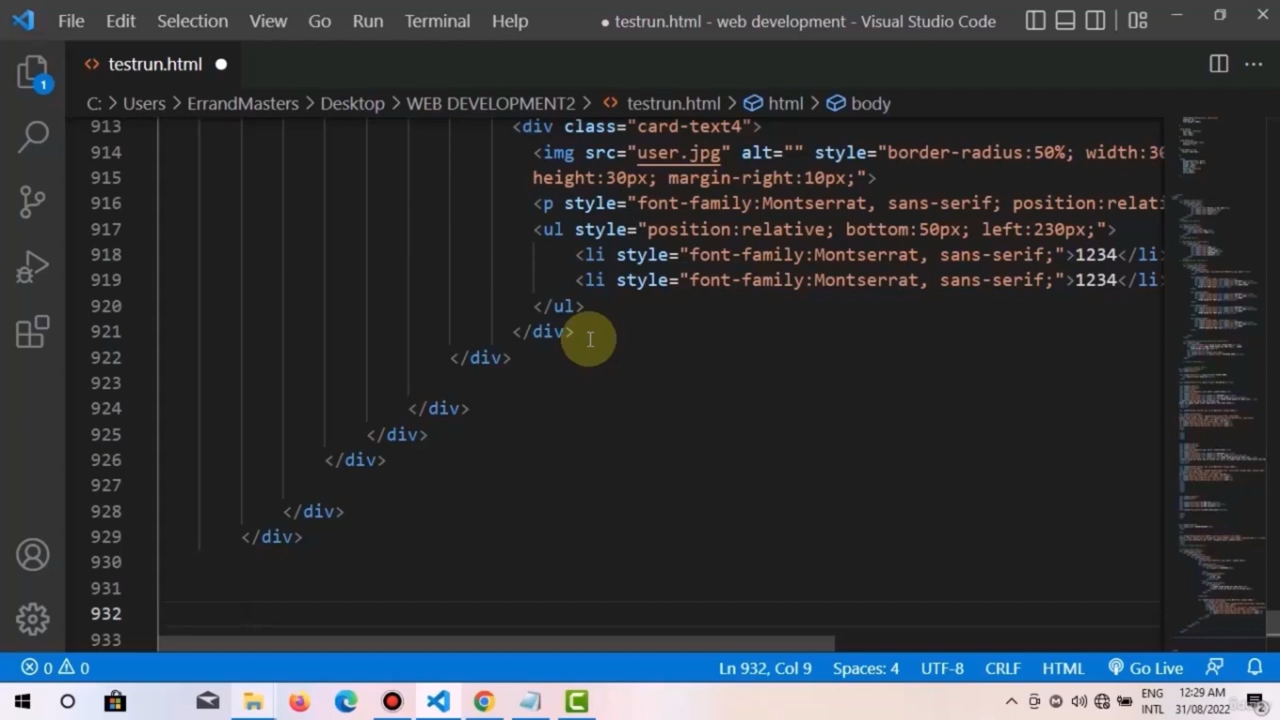 File Edit Selection View Go Run Terminal Help ● testrun.html - web development - Visual Studio Code
1
<> testrun.html
C: > Users > ErrandMasters > Desktop > WEB DEVELOPMENT2 > <> testrun.html > html > body
913 <div class="card-text4">
914 <img src="user.jpg" alt="" style="border-radius:50%; width:30
915 height:30px; margin-right:10px;">
916 <p style="font-family:Montserrat, sans-serif; position:relati
917 <ul style="position:relative; bottom:50px; left:230px;">
918 <li style="font-family:Montserrat, sans-serif;">1234</li>
919 <li style="font-family:Montserrat, sans-serif;">1234</li>
920 </ul>
921 </div>
922 </div>
923
924 </div>
925 </div>
926 </div>
927
928 </div>
929 </div>
930
931
932
933
0 0 Ln 932, Col 9 Spaces: 4 UTF-8 CRLF HTML Go Live
ENG 12:29 AM
INTL 31/08/2022 2